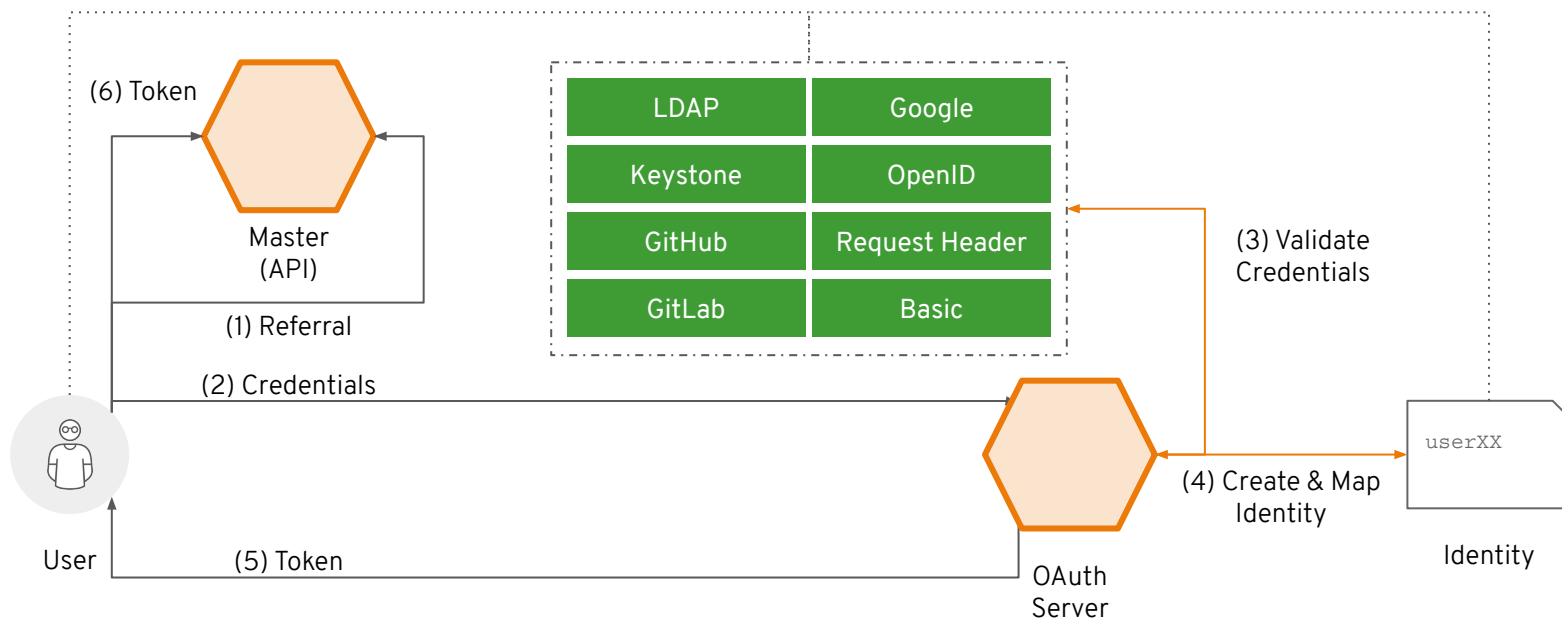 (6) Token
LDAP
Google
Keystone
OpenID
GitHub
Request Header
GitLab
Basic
Master
(API)
(1) Referral
(3) Validate
Credentials
(2) Credentials
userXX
(4) Create & Map
Identity
User
(5) Token
OAuth
Server
Identity